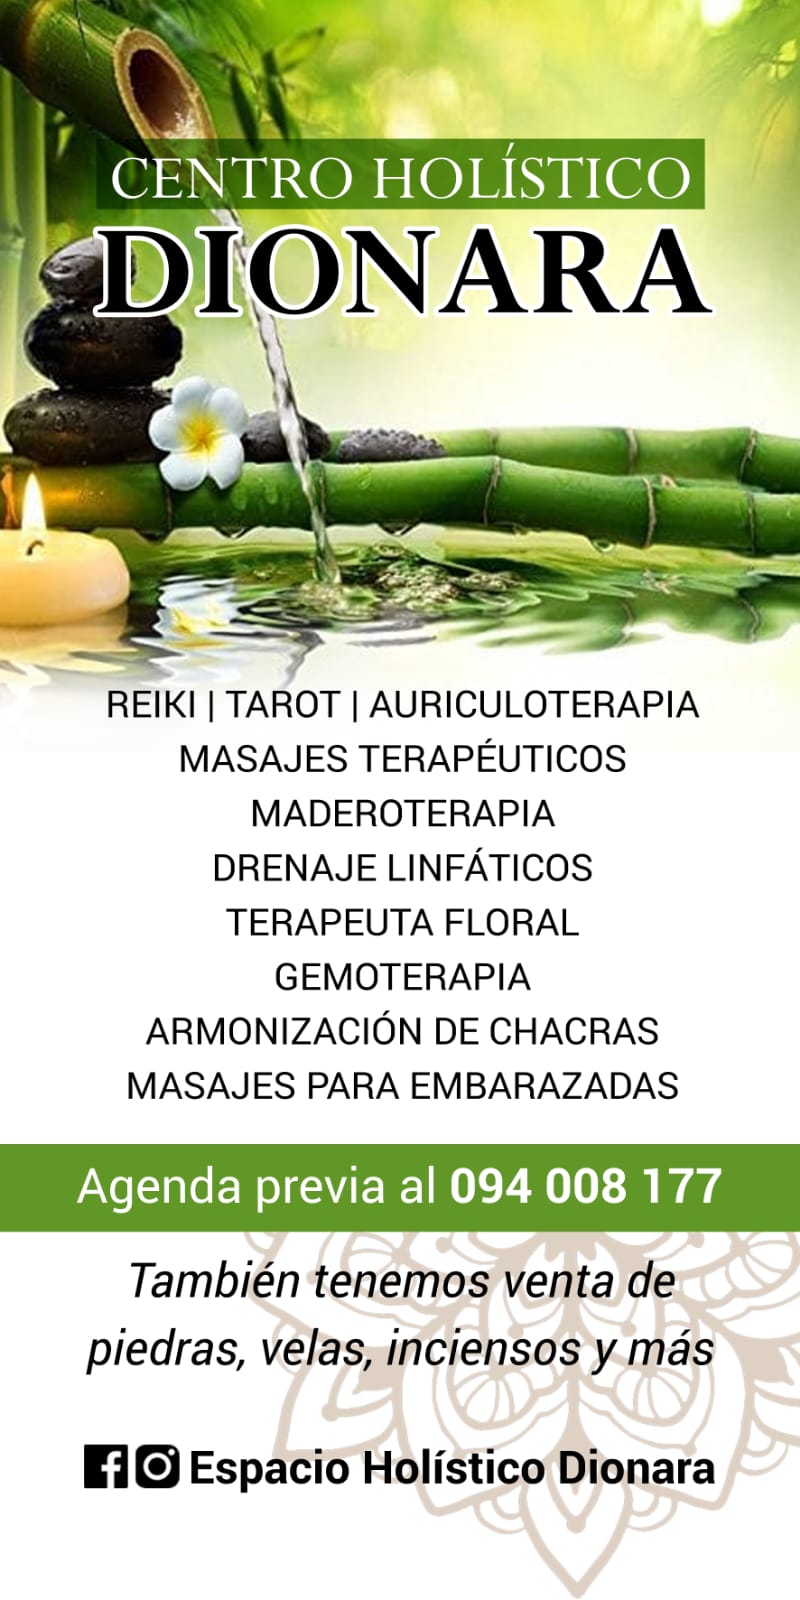 CENTRO HOLÍSTICO
DIONARA
REIKI | TAROT | AURICULOTERAPIA
MASAJES TERAPÉUTICOS
MADEROTERAPIA
DRENAJE LINFÁTICOS
TERAPEUTA FLORAL
GEMOTERAPIA
ARMONIZACIÓN DE CHACRAS
MASAJES PARA EMBARAZADAS
Agenda previa al 094 008 177
También tenemos venta de
piedras, velas, inciensos y más
Espacio Holístico Dionara